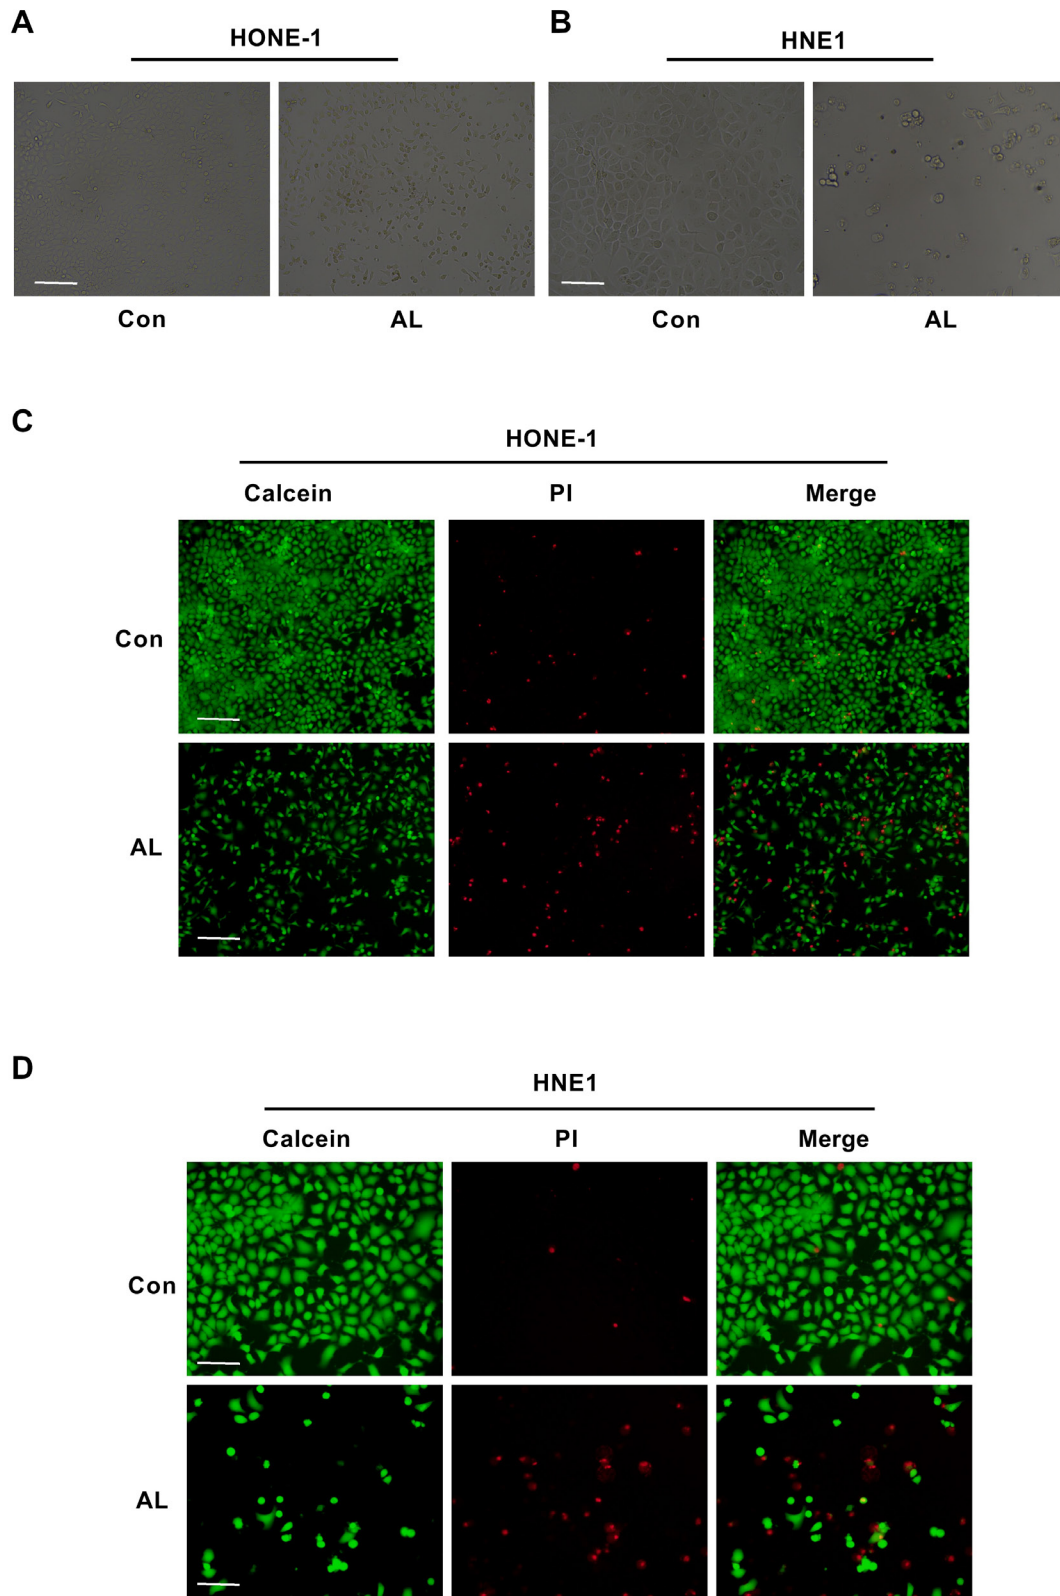 A
B
HONE-1
HNE1
Con
AL
Con
AL
C
HONE-1
Calcein
PI
Merge
Con
AL
D
HNE1
Calcein
PI
Merge
Con
AL